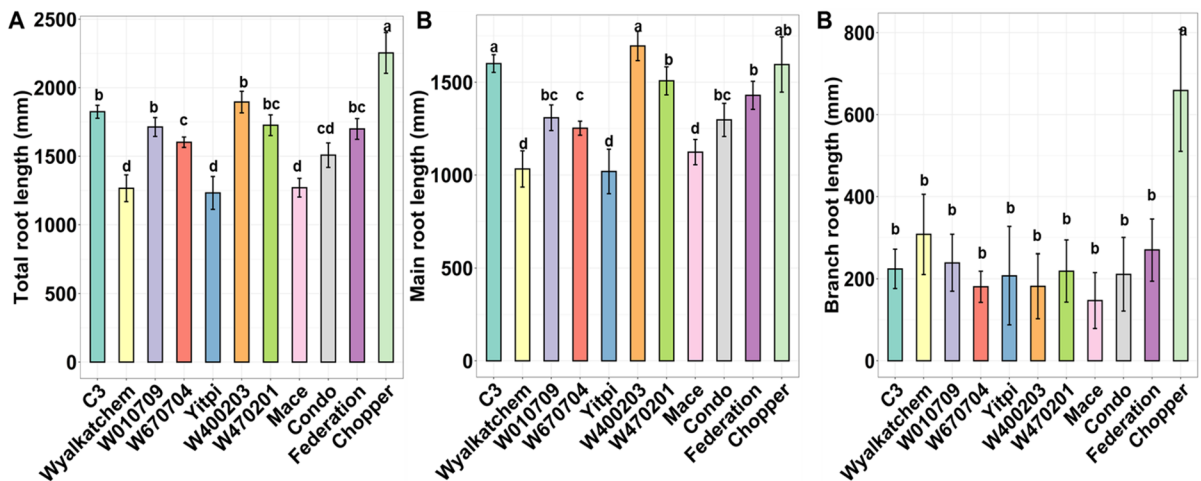 A
Total root length (mm)
2500
2000
1500
1000
500
0
b
d
b
c
d
b
bc
d
cd
bc
a
C3
Wyalkatchem
W010709
W670704
Yitpi
W400203
W470201
Mace
Condo
Federation
Chopper
B
Main root length (mm)
1500
1000
500
0
a
d
bc
c
d
a
b
d
bc
b
ab
C3
Wyalkatchem
W010709
W670704
Yitpi
W400203
W470201
Mace
Condo
Federation
Chopper
B
Branch root length (mm)
800
600
400
200
0
b
b
b
b
b
b
b
b
b
b
a
C3
Wyalkatchem
W010709
W670704
Yitpi
W400203
W470201
Mace
Condo
Federation
Chopper